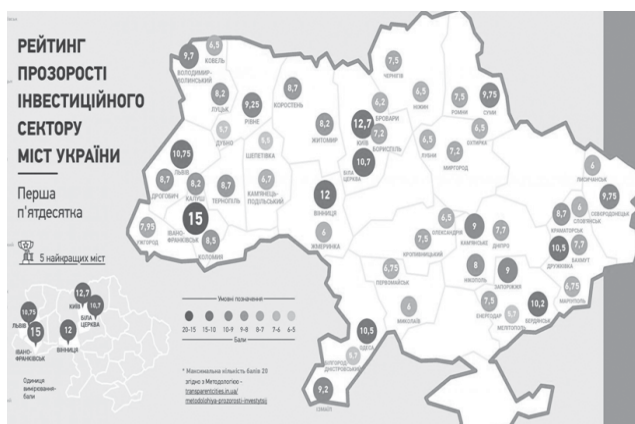 РЕЙТИНГ
ПРОЗОРОСТІ
ІНВЕСТИЦІЙНОГО
СЕКТОРУ
МІСТ УКРАЇНИ
Перша
п'ятдесятка
5 найкращих міст
12,7
КИЇВ
10,7
БІЛА
ЦЕРКВА
10,75
ЛЬВІВ
15
ІВАНО-
ФРАНКІВСЬК
12
ВІННИЦЯ
Одиниця
вимірювання-
бали
9,7
ВОЛОДИМИР-
ВОЛИНСЬКИЙ
6,5
КОВЕЛЬ
8,2
ЛУЦЬК
9,25
РІВНЕ
8,7
КОРОСТЕНЬ
ДУБНО
ШЕПЕТІВКА
8,2
ЖИТОМИР
12,7
КИЇВ
6,2
БРОВАРИ
7,2
БОРИСПІЛЬ
10,7
БІЛА
ЦЕРКВА
7,5
ЧЕРНІГІВ
6,5
НІЖИН
7,5
РОМНИ
9,75
СУМИ
6,5
ОХТИРКА
6,5
ЛУБНИ
7,2
МИРГОРОД
10,75
ЛЬВІВ
8,7
ДРОГОБИЧ
8,2
КАЛУШ
8,7
ТЕРНОПІЛЬ
6,7
КАМ'ЯНЕЦЬ-
ПОДІЛЬСЬКИЙ
7,95
УЖГОРОД
15
ІВАНО-
ФРАНКІВСЬК
8,5
КОЛОМИЯ
12
ВІННИЦЯ
6
ЖМЕРИНКА
6
ЛИСИЧАНСЬК
9,75
СЄВЄРОДОНЕЦЬК
6
СЛОВ'ЯНСЬК
8,7
КРАМАТОРСЬК
10,5
ДРУЖКІВКА
7,7
БАХМУТ
6,75
МАРІУПОЛЬ
6,5
ОЛЕКСАНДРІЯ
7,5
КРОПИВНИЦЬКИЙ
9
КАМ'ЯНСЬКЕ
7,7
ДНІПРО
8
НІКОПОЛЬ
9
ЗАПОРІЖЖЯ
7,5
ЕНЕРГОДАР
МЕЛІТОПОЛЬ
10,2
БЕРДЯНСЬК
6,75
ПЕРВОМАЙСЬК
6
МИКОЛАЇВ
10,5
ОДЕСА
БІЛГОРОД-
ДНІСТРОВСЬКИЙ
9,2
ІЗМАЇЛ
Умовні позначення
20-15 15-10 10-9 9-8 8-7 7-6 6-5
Бали
* Максимальна кількість балів 20
згідно з Методологією -
transparentcities.in.ua/
metodolohiya-prozorosti-investytsij